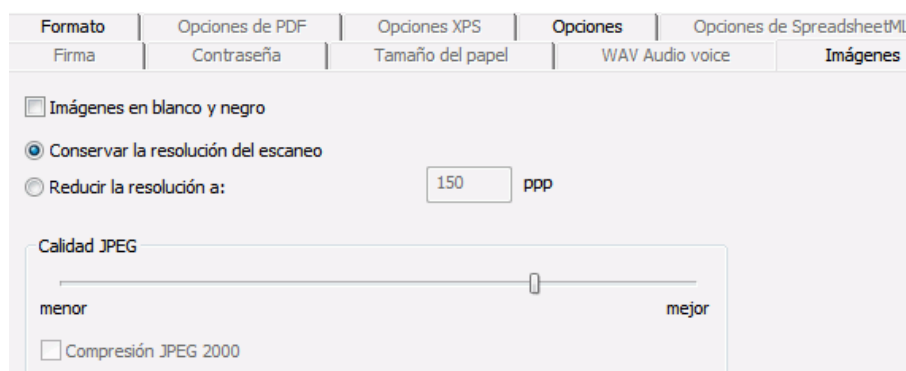 Formato Opciones de PDF Opciones XPS Opciones Opciones de SpreadsheetML
Firma Contraseña Tamaño del papel WAV Audio voice Imágenes
Imágenes en blanco y negro
Conservar la resolución del escaneo
Reducir la resolución a: 150 ppp
Calidad JPEG
menor mejor
Compresión JPEG 2000